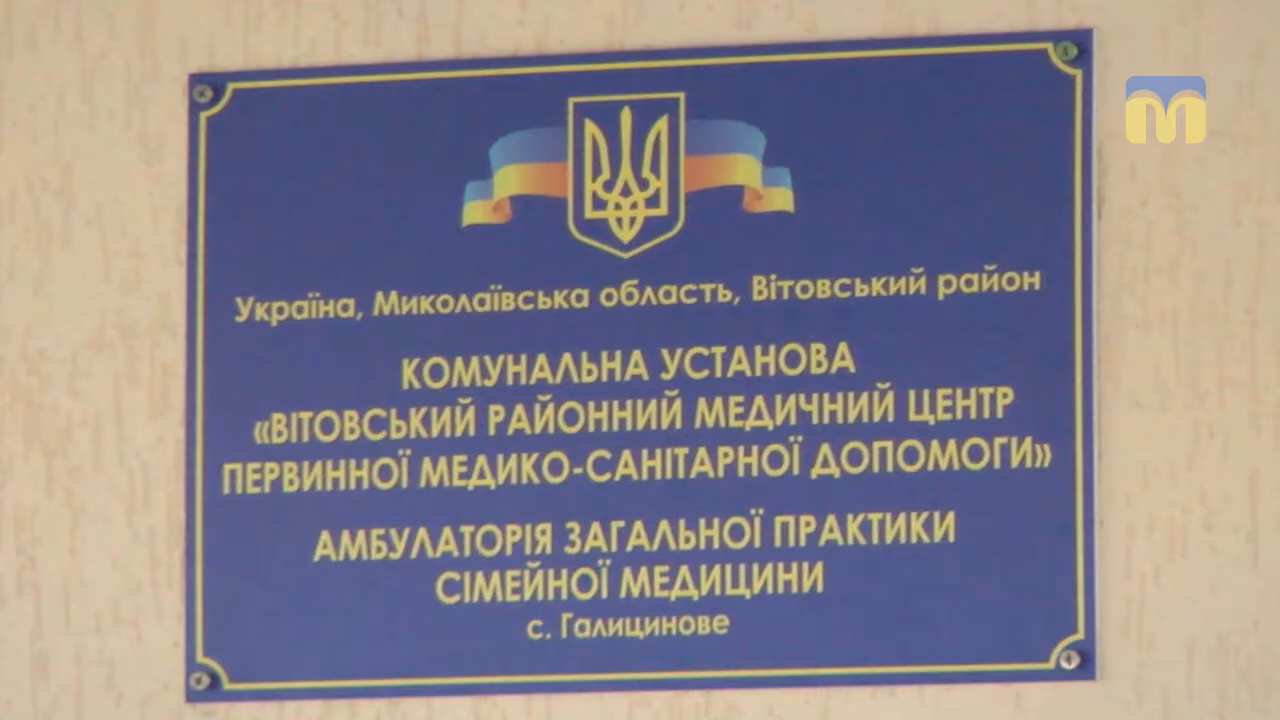 Україна, Миколаївська область, Вітовський район
КОМУНАЛЬНА УСТАНОВА
«ВІТОВСЬКИЙ РАЙОННИЙ МЕДИЧНИЙ ЦЕНТР
ПЕРВИННОЇ МЕДИКО-САНІТАРНОЇ ДОПОМОГИ»
АМБУЛАТОРІЯ ЗАГАЛЬНОЇ ПРАКТИКИ
СІМЕЙНОЇ МЕДИЦИНИ
с. Галицинове